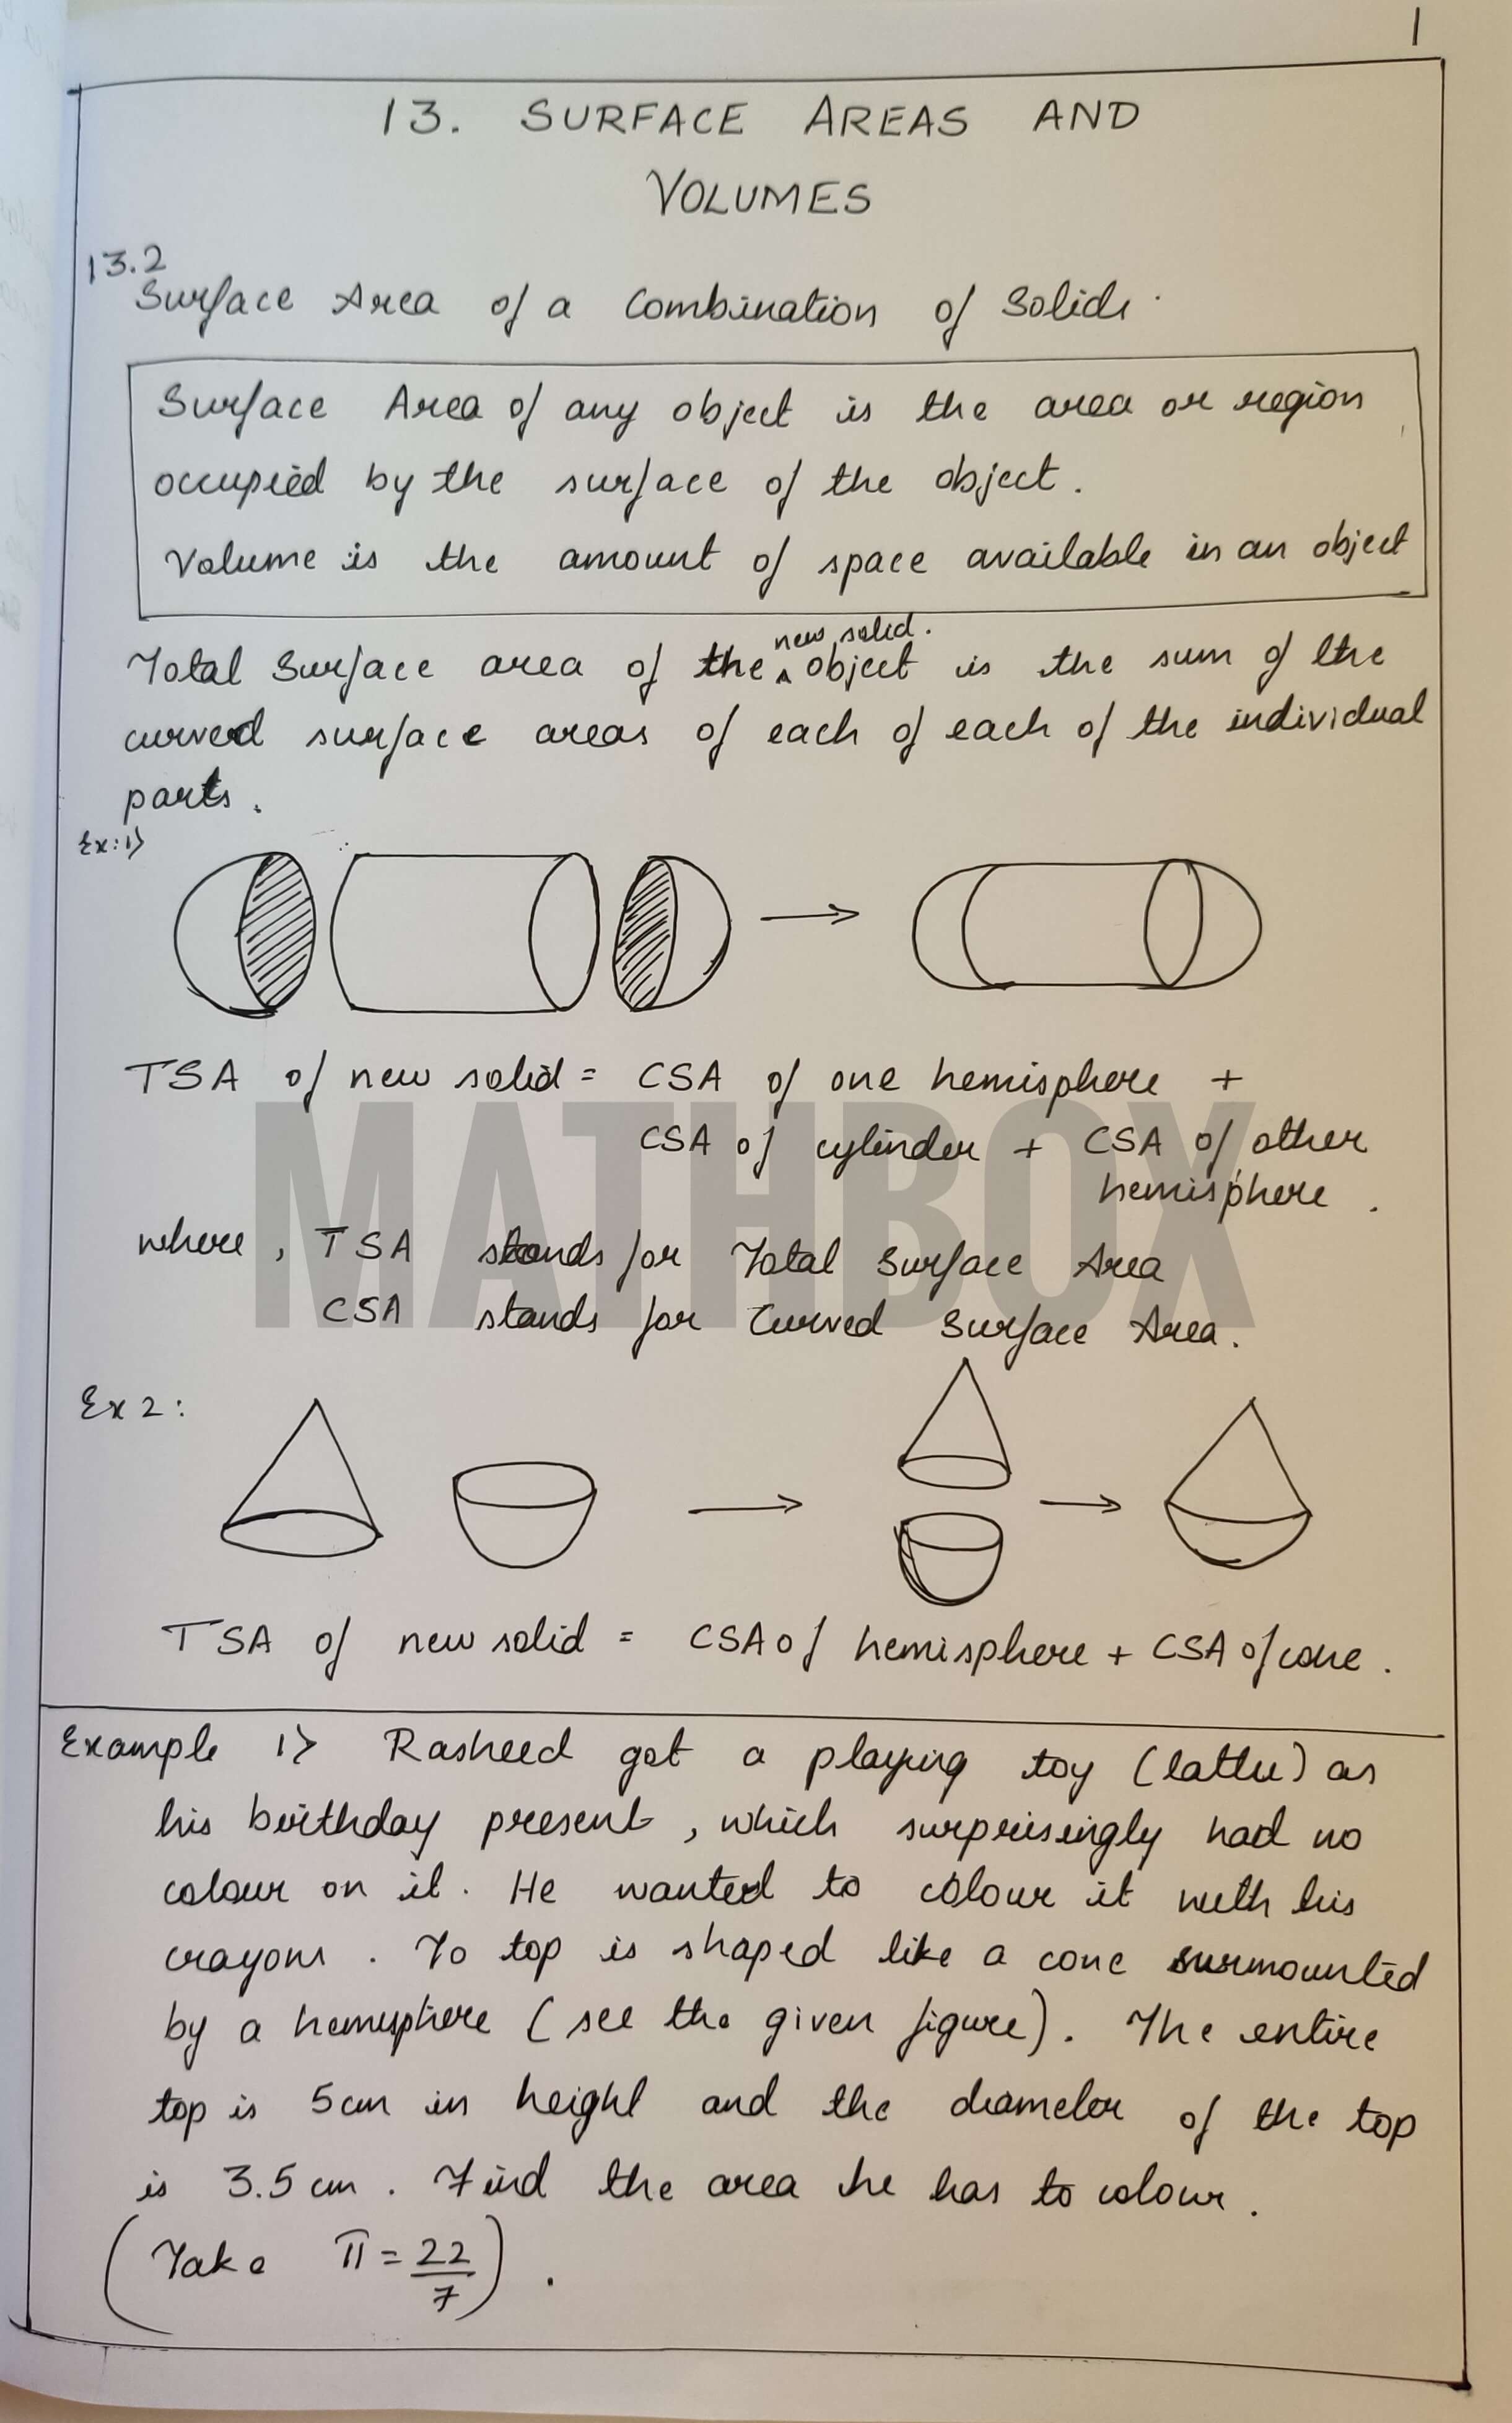 1
13. SURFACE AREAS AND
VOLUMES
13.2
Surface Area of a Combination of Solids.
Surface Area of any object is the area or region
occupied by the surface of the object.
Volume is the amount of space available in an object
new solid.
Total Surface area of the ^ object is the sum of the
curved surface areas of each of each of the individual
parts.
Ex:1>
TSA of new solid = CSA of one hemisphere +
CSA of cylinder + CSA of other
hemisphere.
where, TSA stands for Total Surface Area
CSA stands for Curved Surface Area.
MATHBOX
Ex 2:
TSA of new solid = CSA of hemisphere + CSA of cone.
Example 1> Rasheed got a playing toy (lattu) as
his birthday present, which surprisingly had no
colour on it. He wanted to colour it with his
crayons. To top is shaped like a cone surmounted
by a hemisphere (see the given figure). The entire
top is 5cm in height and the diameter of the top
is 3.5 cm. Find the area he has to colour.
(Take π = 22/7).